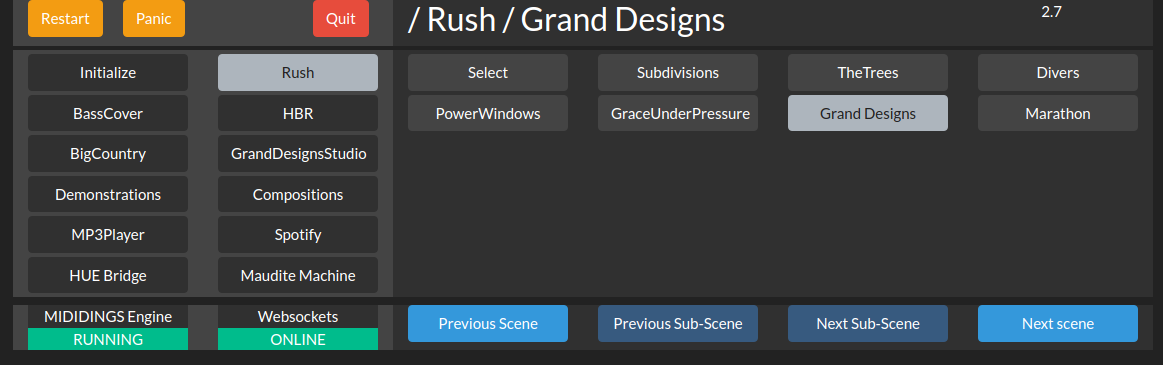 Restart Panic Quit / Rush / Grand Designs 2.7
Initialize Rush Select Subdivisions TheTrees Divers
BassCover HBR PowerWindows GraceUnderPressure Grand Designs Marathon
BigCountry GrandDesignsStudio
Demonstrations Compositions
MP3Player Spotify
HUE Bridge Maudite Machine
MIDIDINGS Engine Websockets Previous Scene Previous Sub-Scene Next Sub-Scene Next scene
RUNNING ONLINE